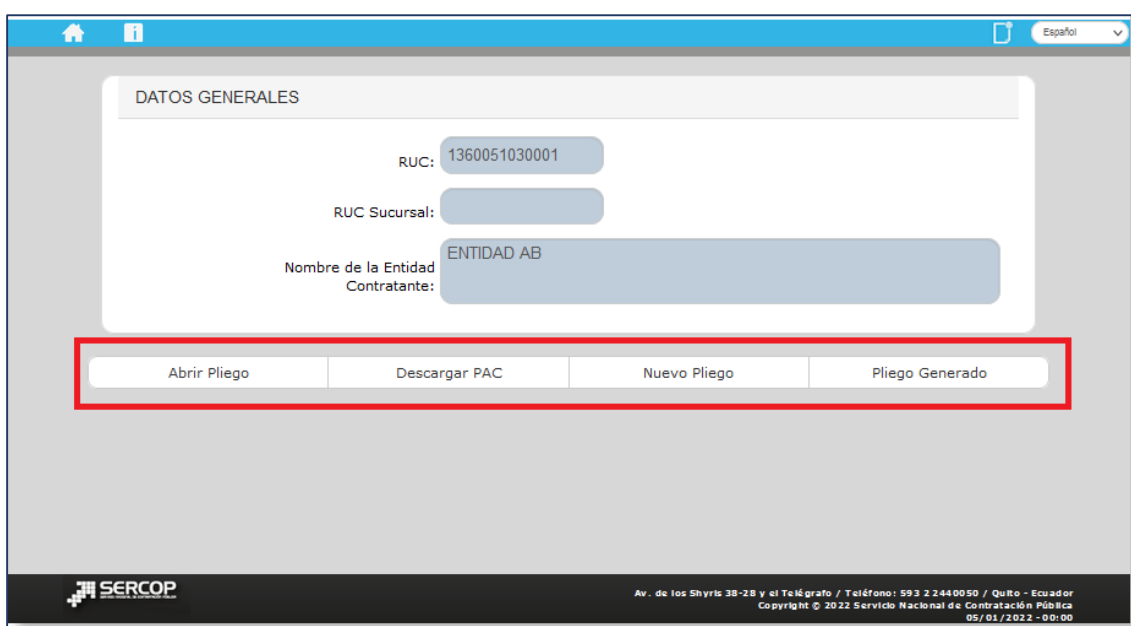 Español
DATOS GENERALES
RUC: 1360051030001
RUC Sucursal:
Nombre de la Entidad
Contratante:
ENTIDAD AB
Abrir Pliego Descargar PAC Nuevo Pliego Pliego Generado
SERCOP
Av. de los Shyris 38-28 y el Telégrafo / Teléfono: 593 2 2440050 / Quito - Ecuador
Copyright © 2022 Servicio Nacional de Contratación Pública
05/01/2022 - 00:00